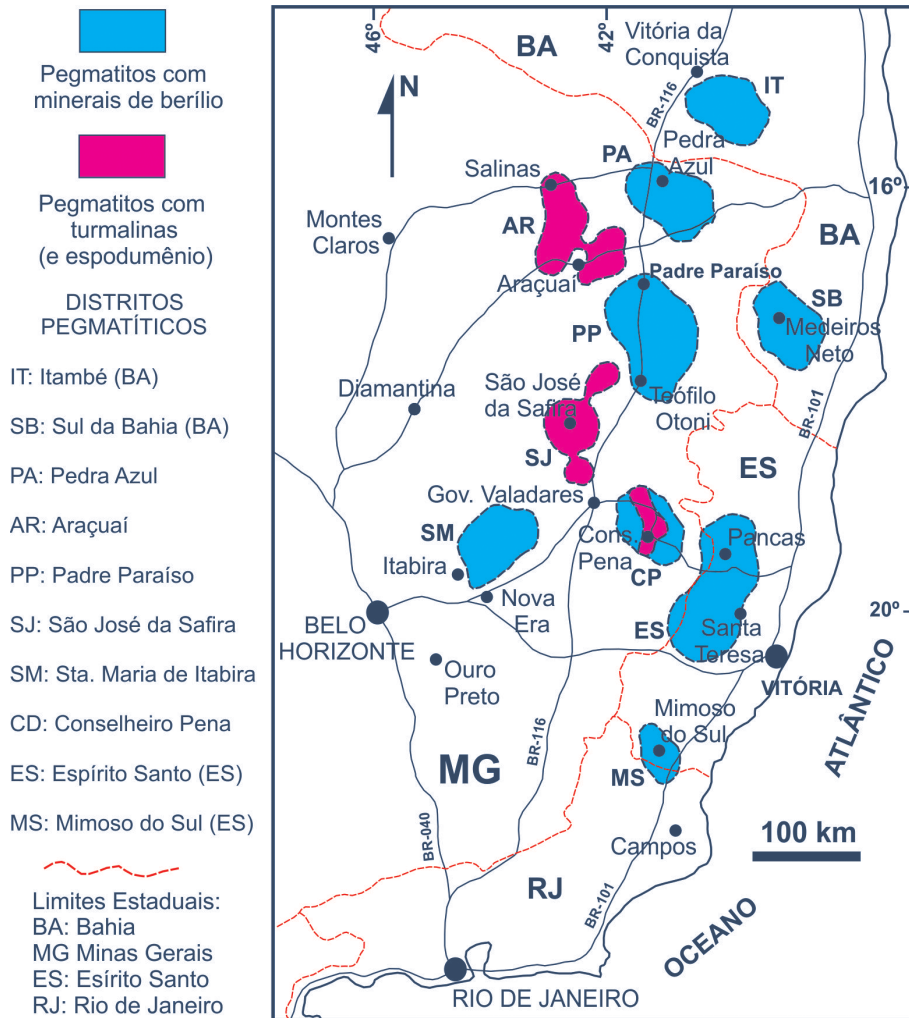 Pegmatitos com
minerais de berílio
Pegmatitos com
turmalinas
(e espodumênio)
DISTRITOS
PEGMATÍTICOS
IT: Itambé (BA)
SB: Sul da Bahia (BA)
PA: Pedra Azul
AR: Araçuaí
PP: Padre Paraíso
SJ: São José da Safira
SM: Sta. Maria de Itabira
CD: Conselheiro Pena
ES: Espírito Santo (ES)
MS: Mimoso do Sul (ES)
Limites Estaduais:
BA: Bahia
MG Minas Gerais
ES: Esírito Santo
RJ: Rio de Janeiro
46º
42º
BA
Vitória da
Conquista
N
IT
BR-116
PA
Pedra
Azul
Salinas
16º
Montes
Claros
AR
BA
Araçuaí
Padre Paraíso
SB
Medeiros
Neto
PP
Diamantina
São José
da Safira
Teófilo
Otoni
BR-101
SJ
ES
Gov. Valadares
SM
Cons.
Pena
Pancas
Itabira
CP
Nova
Era
20º
BELO
HORIZONTE
ES
Santa
Teresa
Ouro
Preto
VITÓRIA
ATLÂNTICO
Mimoso
do Sul
BR-116
MG
MS
100 km
BR-040
Campos
RJ
BR-101
OCEANO
RIO DE JANEIRO